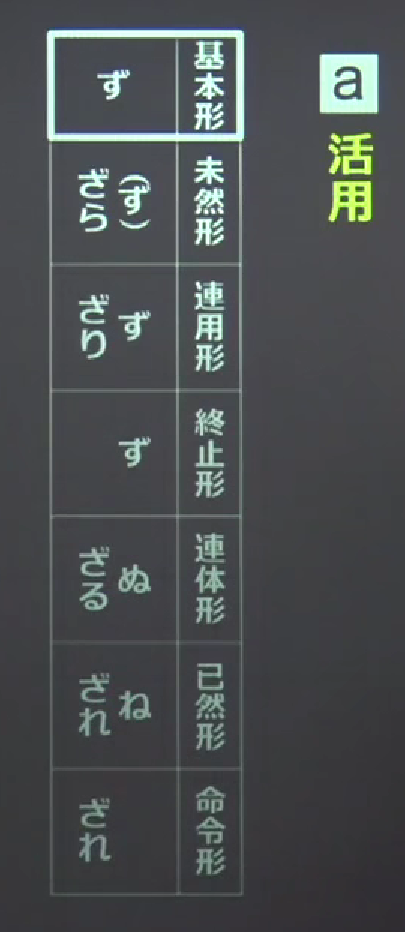 a 活用
基本形
ず
未然形
（ず）
ざら
連用形
ず
ざり
終止形
ず
連体形
ぬ
ざる
已然形
ね
ざれ
命令形
ざれ